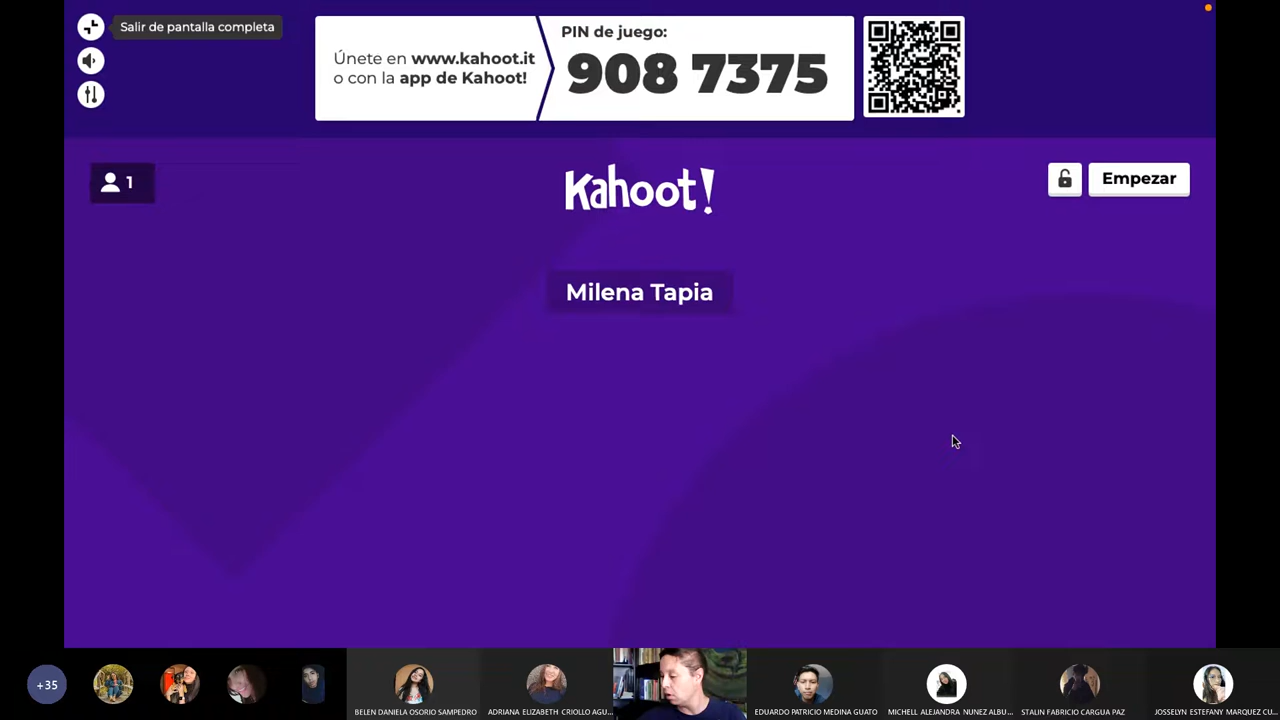 Salir de pantalla completa
Únete en www.kahoot.it
o con la app de Kahoot!
PIN de juego:
908 7375
1
Kahoot!
Empezar
Milena Tapia
+35
BELEN DANIELA OSORIO SAMPEDRO
ADRIANA ELIZABETH CRIOLLO AGU...
EDUARDO PATRICIO MEDINA GUATO
MICHELL ALEJANDRA NUNEZ ALBU...
STALIN FABRICIO CARGUA PAZ
JOSSELYN ESTEFANY MARQUEZ CU...